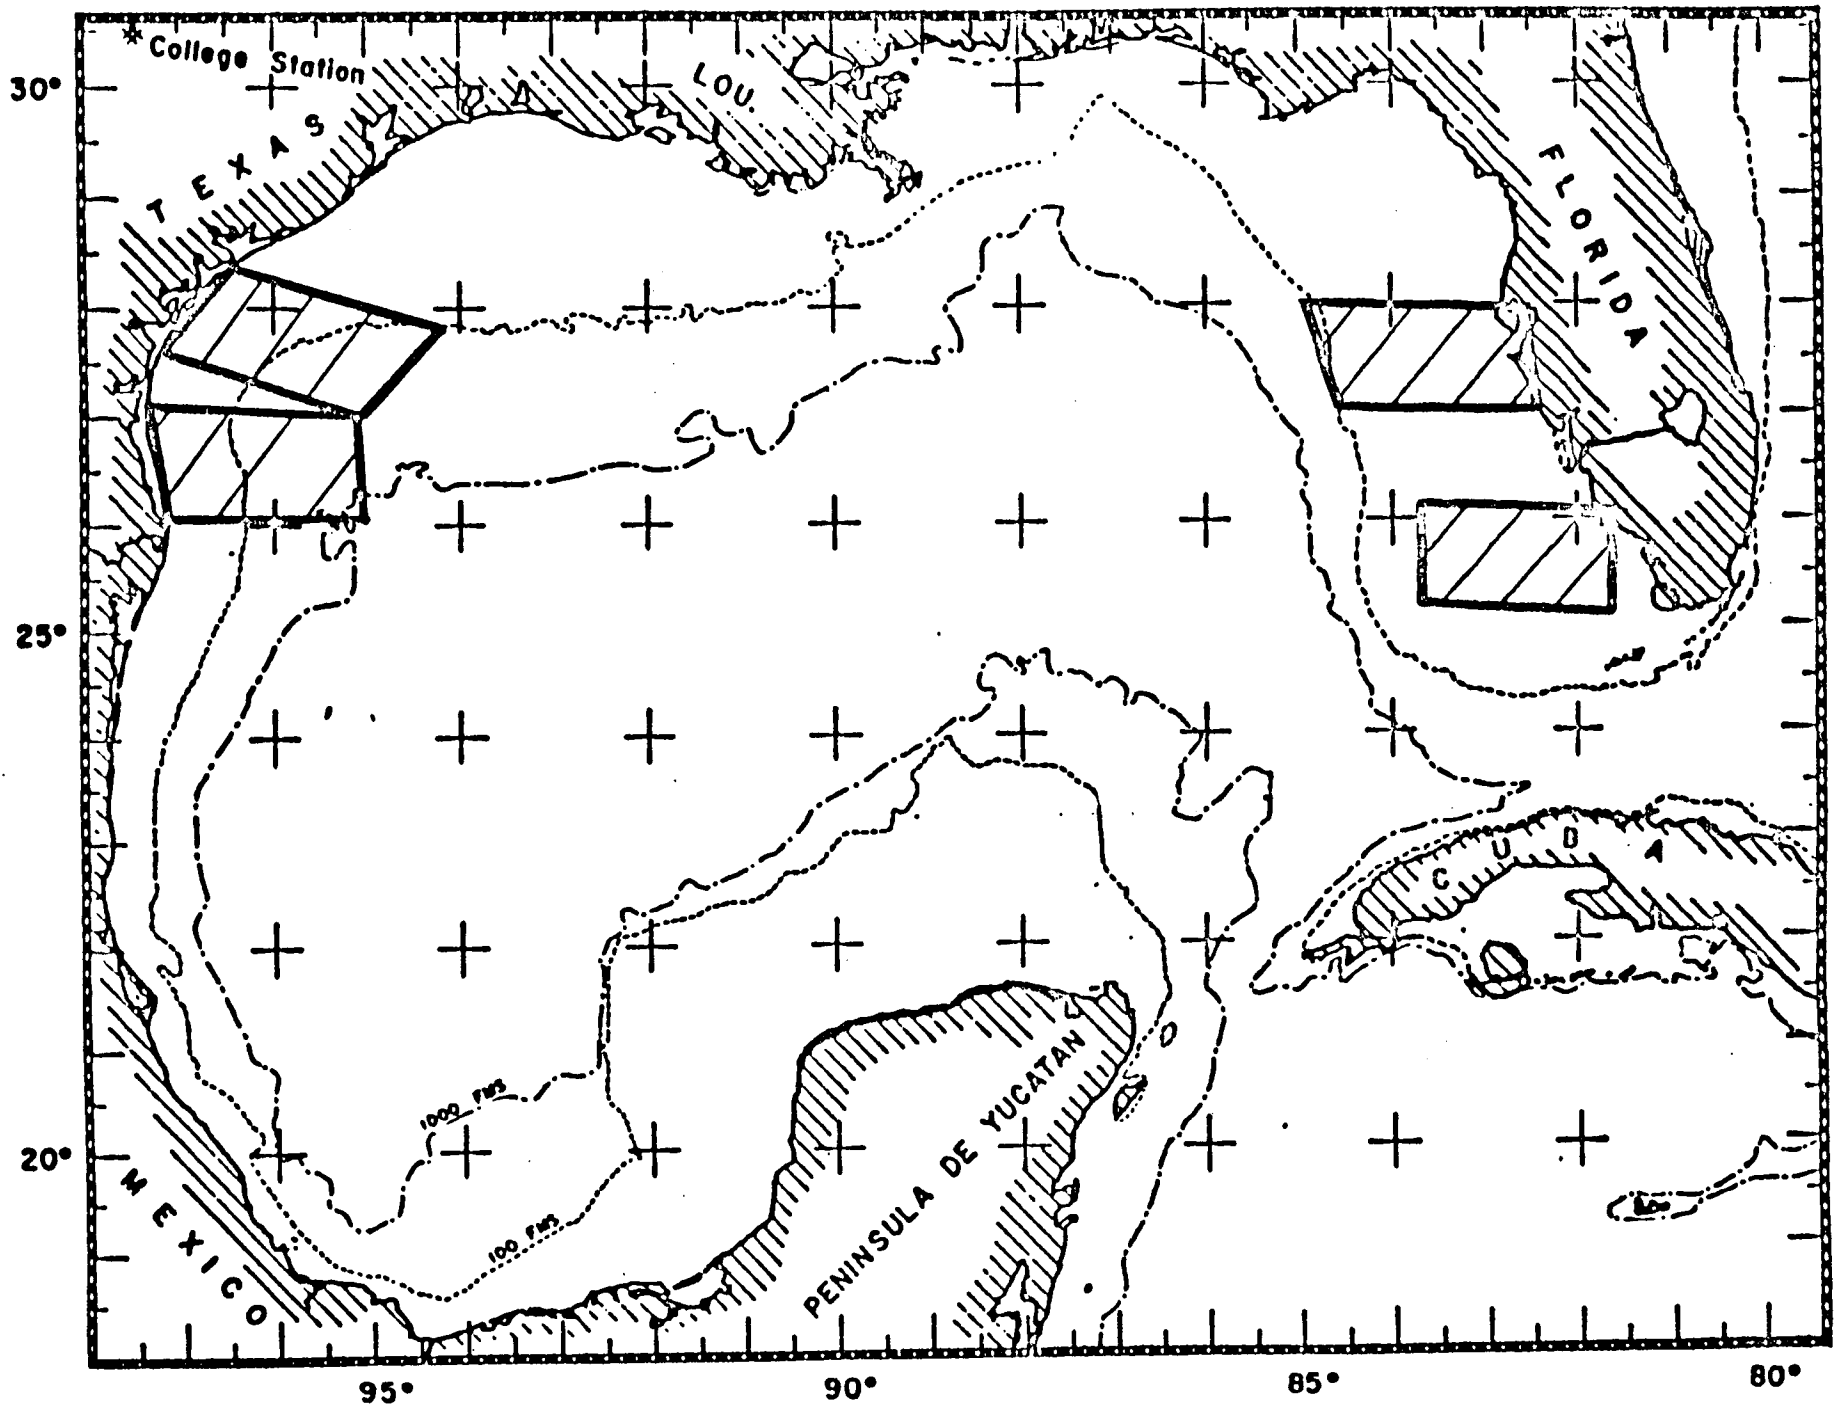 College Station
30°
LOU.
TEXAS
FLORIDA
25°
CUBA
1000 FMS
20°
100 FMS
PENINSULA DE YUCATAN
MEXICO
95°
90°
85°
80°